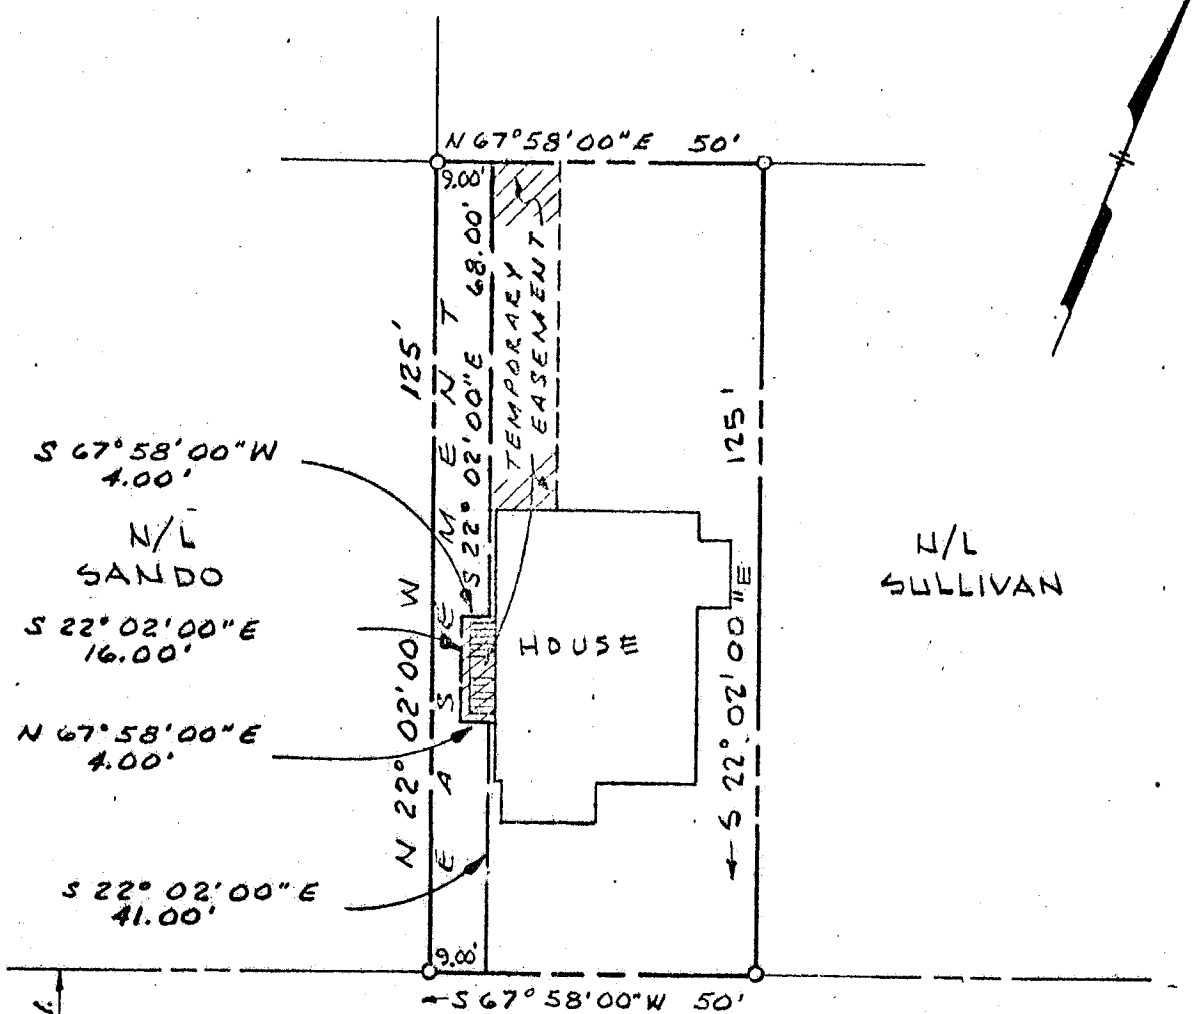 N 67°58'00"E 50'
9.00'
S 22° 02'00"E 68.00'
TEMPORARY
EASEMENT
EASEMENT
N 22° 02'00 W 125'
← S 22° 02'00"E 125'
S 67°58'00"W
4.00'
N/L
SANDO
S 22° 02'00"E
16.00'
N 67°58'00"E
4.00'
S 22° 02'00"E
41.00'
HOUSE
N/L
SULLIVAN
9.00'
←S 67°58'00"W 50'